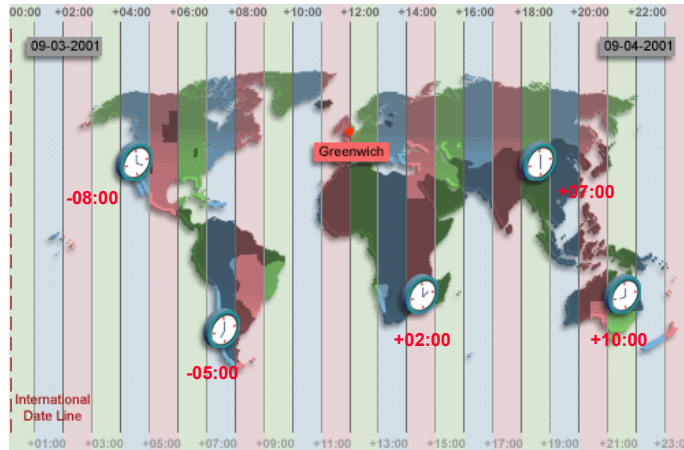 00:00 +02:00 +04:00 +06:00 +08:00 +10:00 +12:00 +14:00 +16:00 +18:00 +20:00 +22:00
09-03-2001 09-04-2001
Greenwich
-08:00 +07:00
-05:00 +02:00 +10:00
International
Date Line
+01:00 +03:00 +05:00 +07:00 +09:00 +11:00 +13:00 +15:00 +17:00 +19:00 +21:00 +23:0